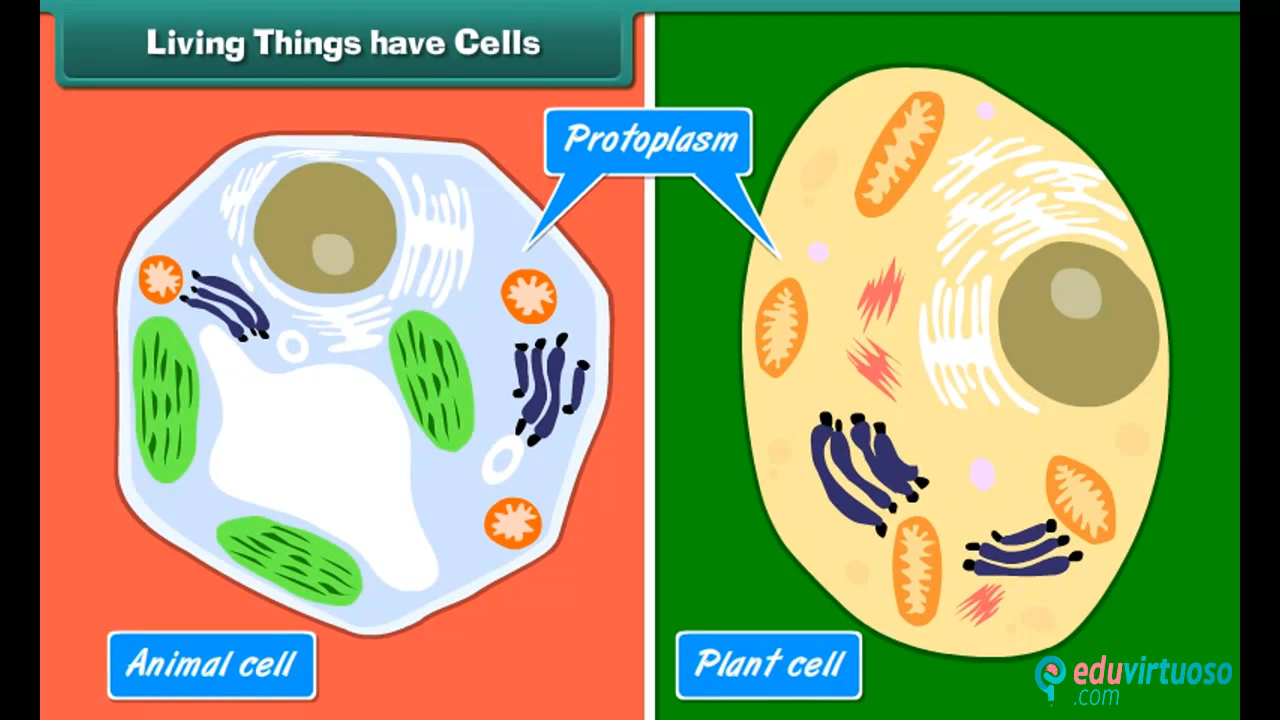 Living Things have Cells
Protoplasm
Animal cell
Plant cell
eduvirtuoso
.com